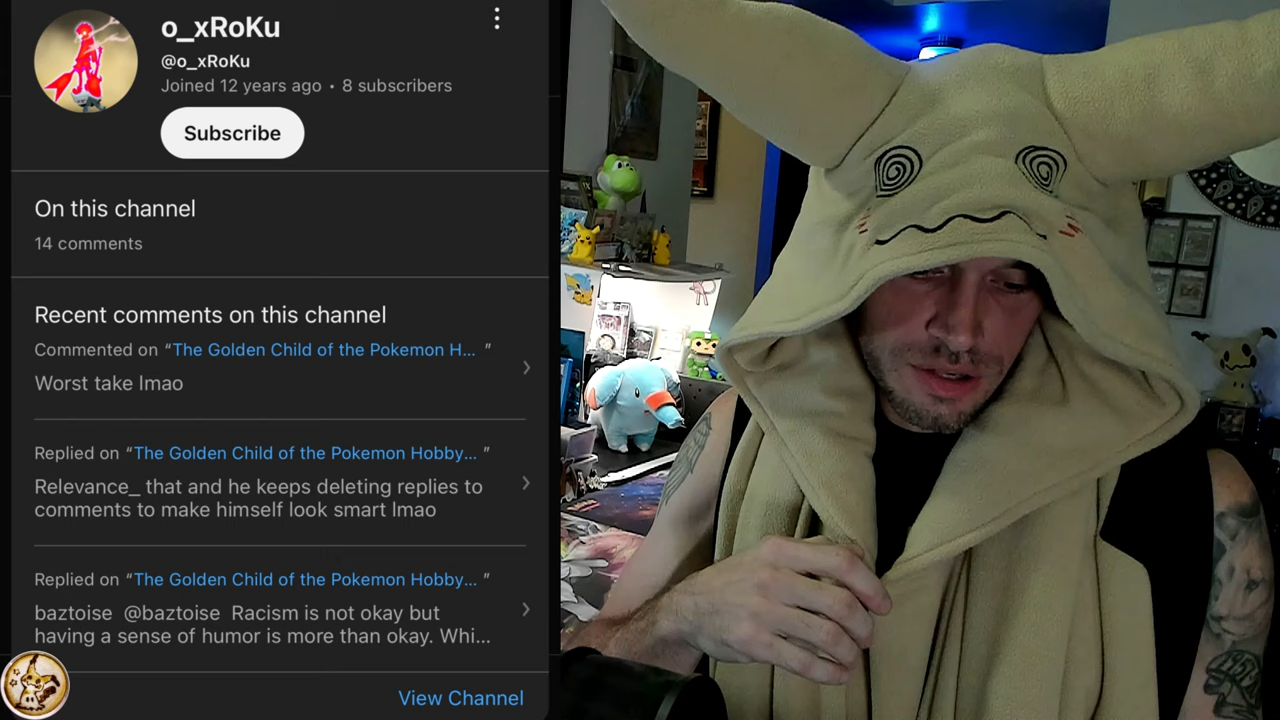 o_xRoKu
@o_xRoKu
Joined 12 years ago • 8 subscribers
Subscribe
On this channel
14 comments
Recent comments on this channel
Commented on “The Golden Child of the Pokemon H... ”
Worst take lmao
Replied on “The Golden Child of the Pokemon Hobby... ”
Relevance_ that and he keeps deleting replies to
comments to make himself look smart lmao
Replied on “The Golden Child of the Pokemon Hobby... ”
baztoise @baztoise Racism is not okay but
having a sense of humor is more than okay. Whi...
View Channel